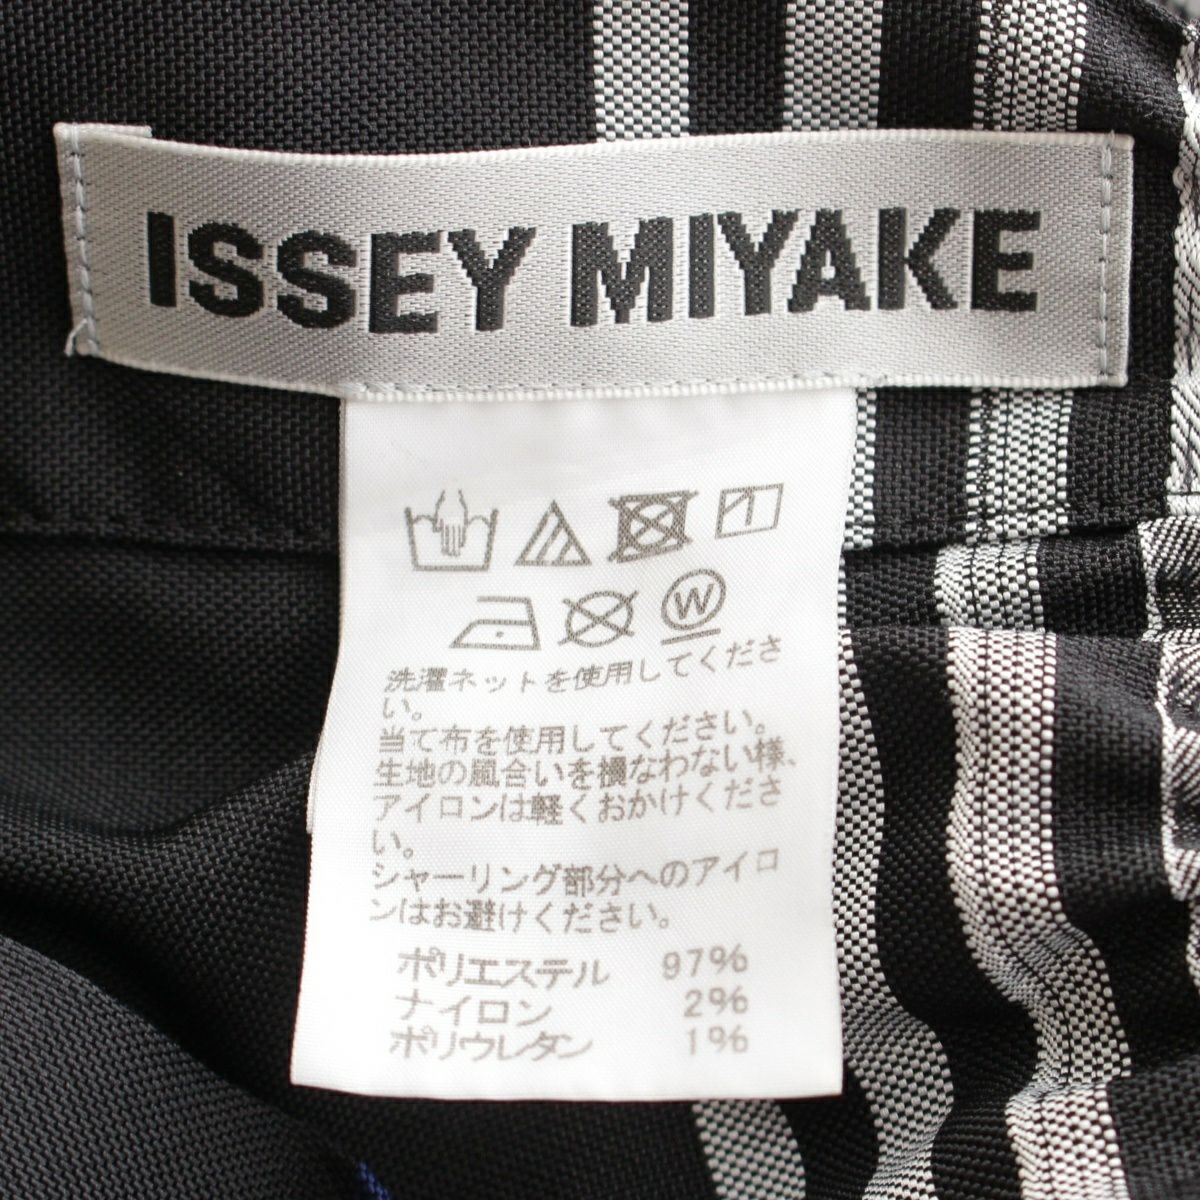 ISSEY MIYAKE
W
洗濯ネットを使用してくださ
い。
当て布を使用してください。
生地の風合いを損なわない様、
アイロンは軽くおかけくださ
い。
シャーリング部分へのアイロ
ンはお避けください。
ポリエステル 97%
ナイロン 2%
ポリウレタン 1%